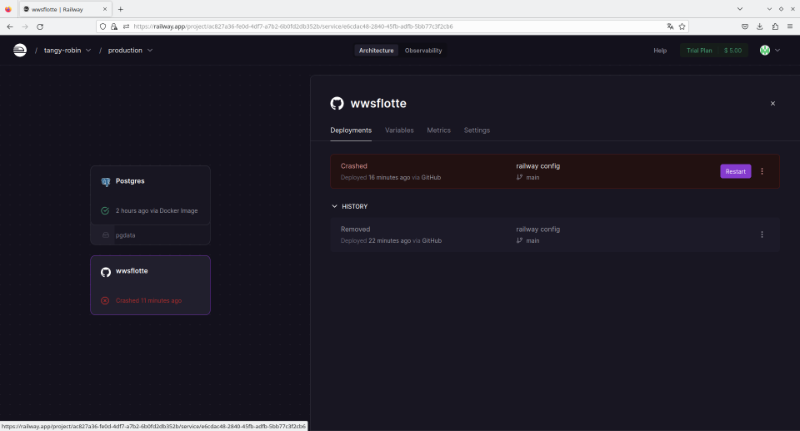 wwsflotte | Railway
https://railway.app/project/ac827a36-fe0d-4df7-a7b2-6b0fd2db352b/service/e6cdac48-2840-45fb-adfb-5bb77c3f2cb6
/ tangy-robin / production
Architecture Observability
Help
Trial Plan $ 5.00
wwsflotte
Deployments Variables Metrics Settings
Crashed
Deployed 16 minutes ago via GitHub
railway config
main
Restart
HISTORY
Removed
Deployed 22 minutes ago via GitHub
railway config
main
Postgres
2 hours ago via Docker Image
pgdata
wwsflotte
Crashed 11 minutes ago
https://railway.app/project/ac827a36-fe0d-4df7-a7b2-6b0fd2db352b/service/e6cdac48-2840-45fb-adfb-5bb77c3f2cb6